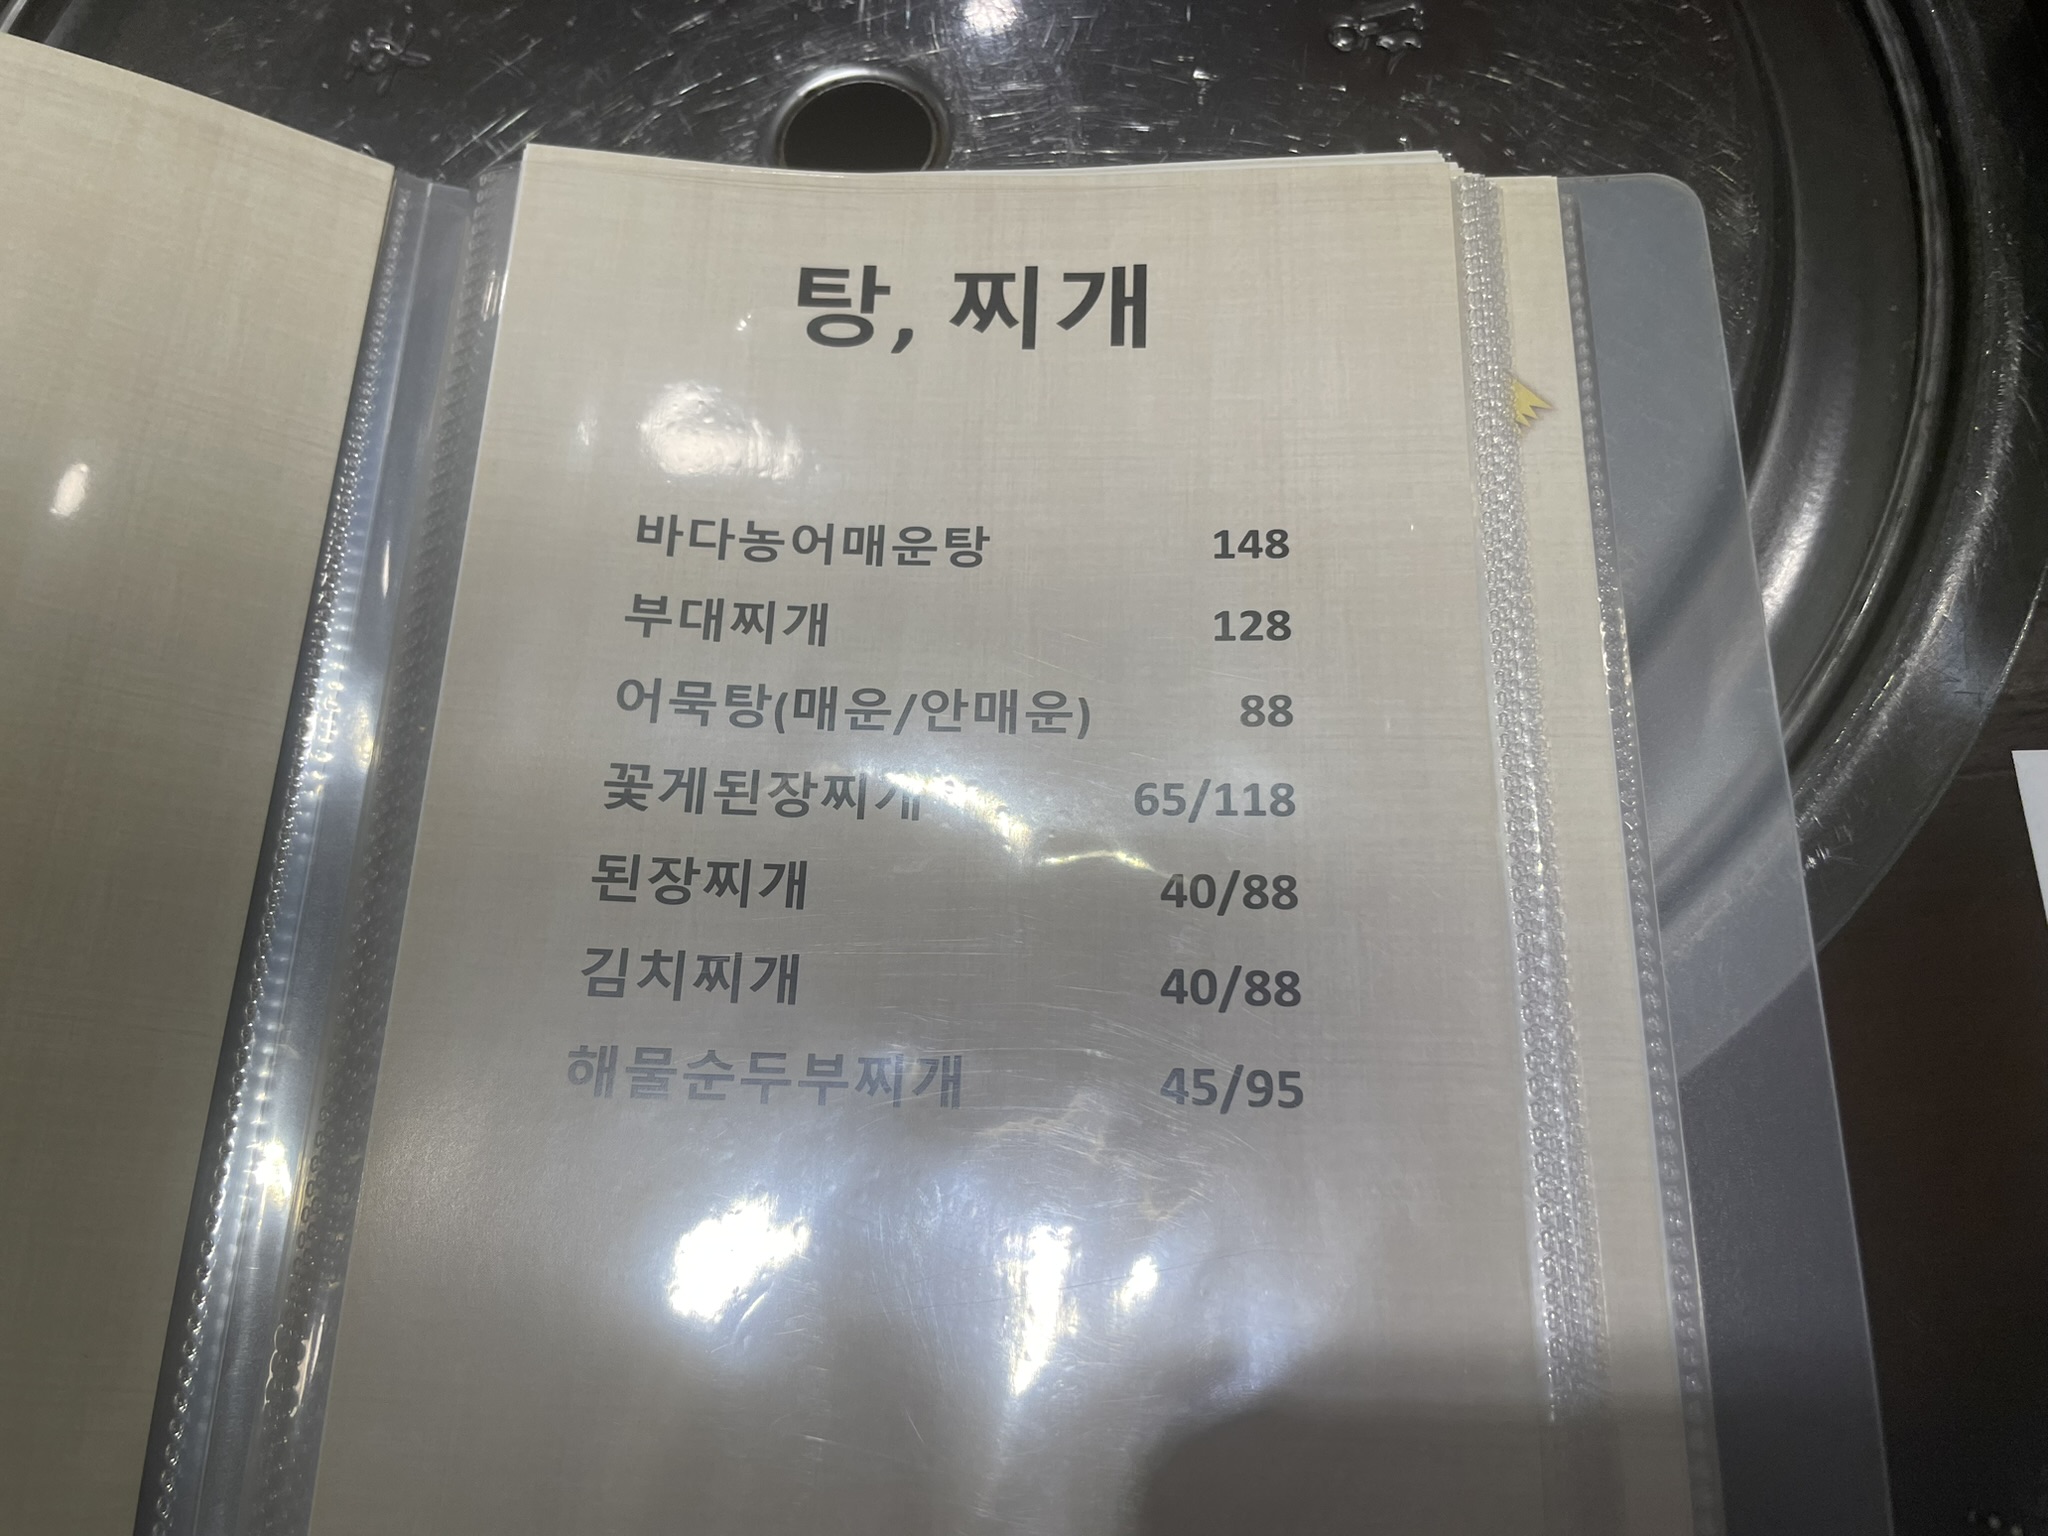 탕, 찌개
바다농어매운탕 148
부대찌개 128
어묵탕(매운/안매운) 88
꽃게된장찌개 65/118
된장찌개 40/88
김치찌개 40/88
해물순두부찌개 45/95